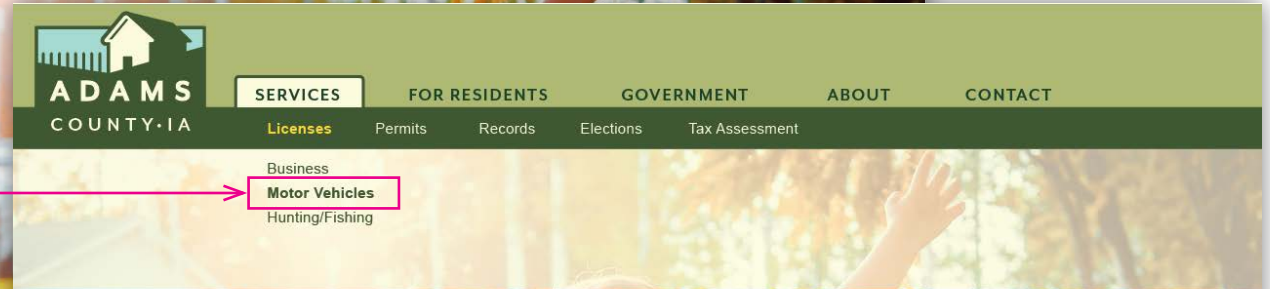 ADAMS
COUNTY·IA
SERVICES FOR RESIDENTS GOVERNMENT ABOUT CONTACT
Licenses Permits Records Elections Tax Assessment
Business
Motor Vehicles
Hunting/Fishing